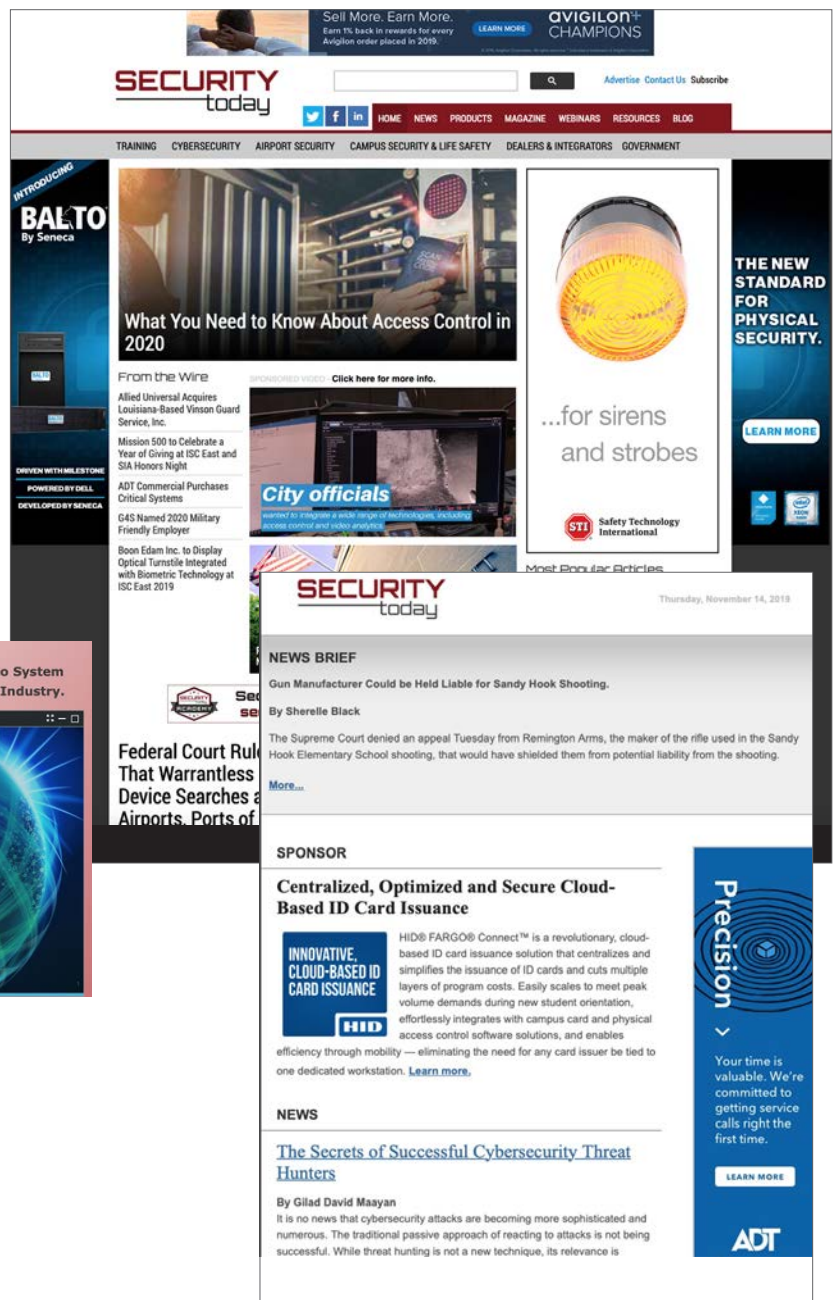 Sell More. Earn More.
Earn 1% back in rewards for every
Avigilon order placed in 2019.
LEARN MORE
AVIGILON+
CHAMPIONS
SECURITY
today
Advertise Contact Us Subscribe
HOME NEWS PRODUCTS MAGAZINE WEBINARS RESOURCES BLOG
TRAINING CYBERSECURITY AIRPORT SECURITY CAMPUS SECURITY & LIFE SAFETY DEALERS & INTEGRATORS GOVERNMENT
INTRODUCING
BALTO
By Seneca
BALTO
BALTO
DRIVEN WITH MILESTONE
POWERED BY DELL
DEVELOPED BY SENECA
What You Need to Know About Access Control in
2020
From the Wire
Allied Universal Acquires
Louisiana-Based Vinson Guard
Service, Inc.
Mission 500 to Celebrate a
Year of Giving at ISC East and
SIA Honors Night
ADT Commercial Purchases
Critical Systems
G4S Named 2020 Military
Friendly Employer
Boon Edam Inc. to Display
Optical Turnstile Integrated
with Biometric Technology at
ISC East 2019
SPONSORED VIDEO - Click here for more info.
City officials
wanted to integrate a wide range of technologies, including
access control and video analytics.
...for sirens
and strobes
STI
Safety Technology
International
Most Popular Articles
THE NEW
STANDARD
FOR
PHYSICAL
SECURITY.
LEARN MORE
intel
XEON
SECURITY
ACADEMY
Sec
se
Federal Court Rul
That Warrantless
Device Searches a
Airports, Ports of
o System
Industry.
SECURITY
today
Thursday, November 14, 2019
NEWS BRIEF
Gun Manufacturer Could be Held Liable for Sandy Hook Shooting.
By Sherelle Black
The Supreme Court denied an appeal Tuesday from Remington Arms, the maker of the rifle used in the Sandy
Hook Elementary School shooting, that would have shielded them from potential liability from the shooting.
More...
SPONSOR
Centralized, Optimized and Secure Cloud-
Based ID Card Issuance
INNOVATIVE,
CLOUD-BASED ID
CARD ISSUANCE
HID
HID® FARGO® Connect™ is a revolutionary, cloud-
based ID card issuance solution that centralizes and
simplifies the issuance of ID cards and cuts multiple
layers of program costs. Easily scales to meet peak
volume demands during new student orientation,
effortlessly integrates with campus card and physical
access control software solutions, and enables
efficiency through mobility — eliminating the need for any card issuer be tied to
one dedicated workstation. Learn more.
NEWS
The Secrets of Successful Cybersecurity Threat
Hunters
By Gilad David Maayan
It is no news that cybersecurity attacks are becoming more sophisticated and
numerous. The traditional passive approach of reacting to attacks is not being
successful. While threat hunting is not a new technique, its relevance is
Precision
Your time is
valuable. We're
committed to
getting service
calls right the
first time.
LEARN MORE
ADT